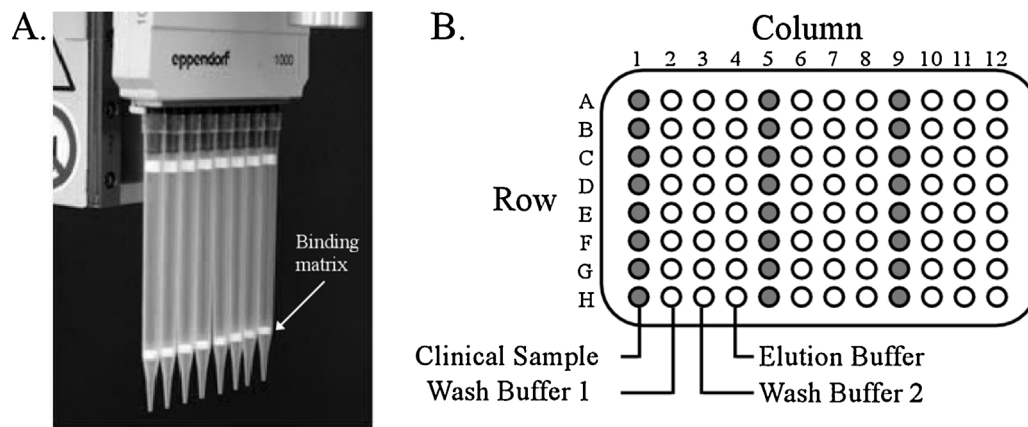 A.
eppendorf
1000
Binding
matrix
B.
Column
1 2 3 4 5 6 7 8 9 10 11 12
A
B
C
D
E
F
G
H
Row
Clinical Sample
Elution Buffer
Wash Buffer 1
Wash Buffer 2